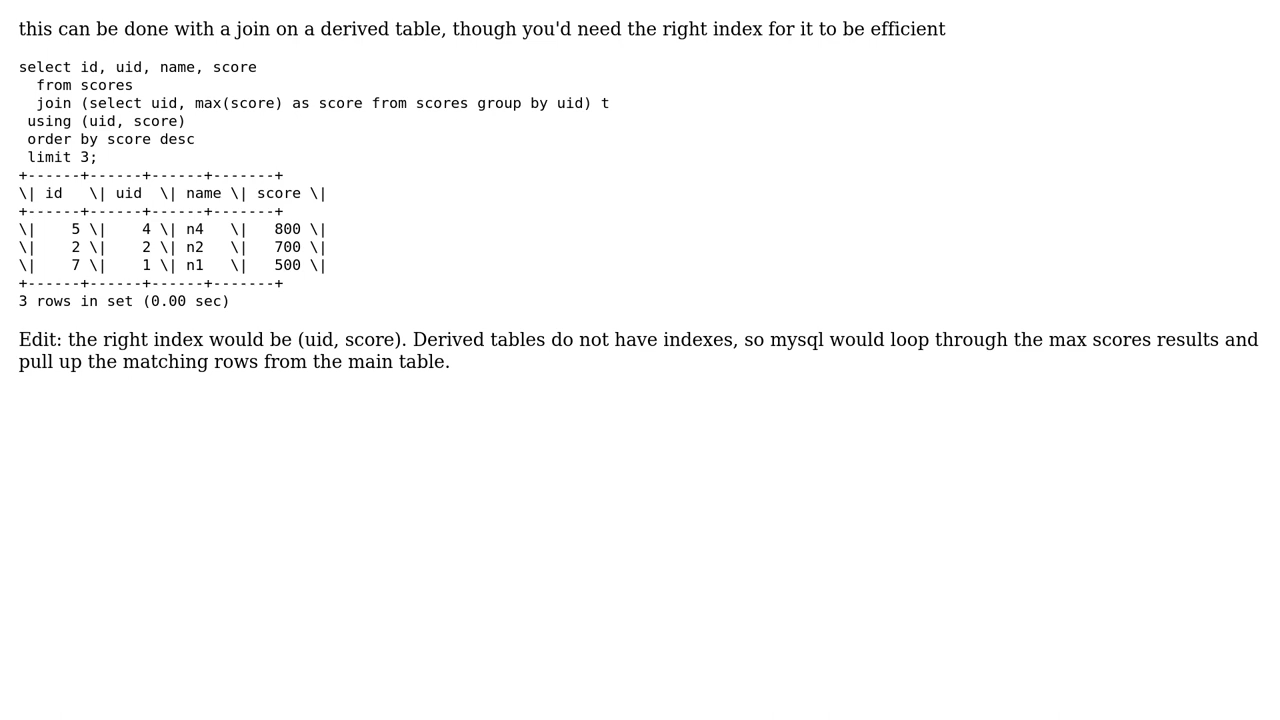 this can be done with a join on a derived table, though you'd need the right index for it to be efficient
select id, uid, name, score
  from scores
  join (select uid, max(score) as score from scores group by uid) t
 using (uid, score)
 order by score desc
 limit 3;
+------+------+------+-------+
\| id   \| uid  \| name \| score \|
+------+------+------+-------+
\|    5 \|    4 \| n4   \|   800 \|
\|    2 \|    2 \| n2   \|   700 \|
\|    7 \|    1 \| n1   \|   500 \|
+------+------+------+-------+
3 rows in set (0.00 sec)
Edit: the right index would be (uid, score). Derived tables do not have indexes, so mysql would loop through the max scores results and
pull up the matching rows from the main table.